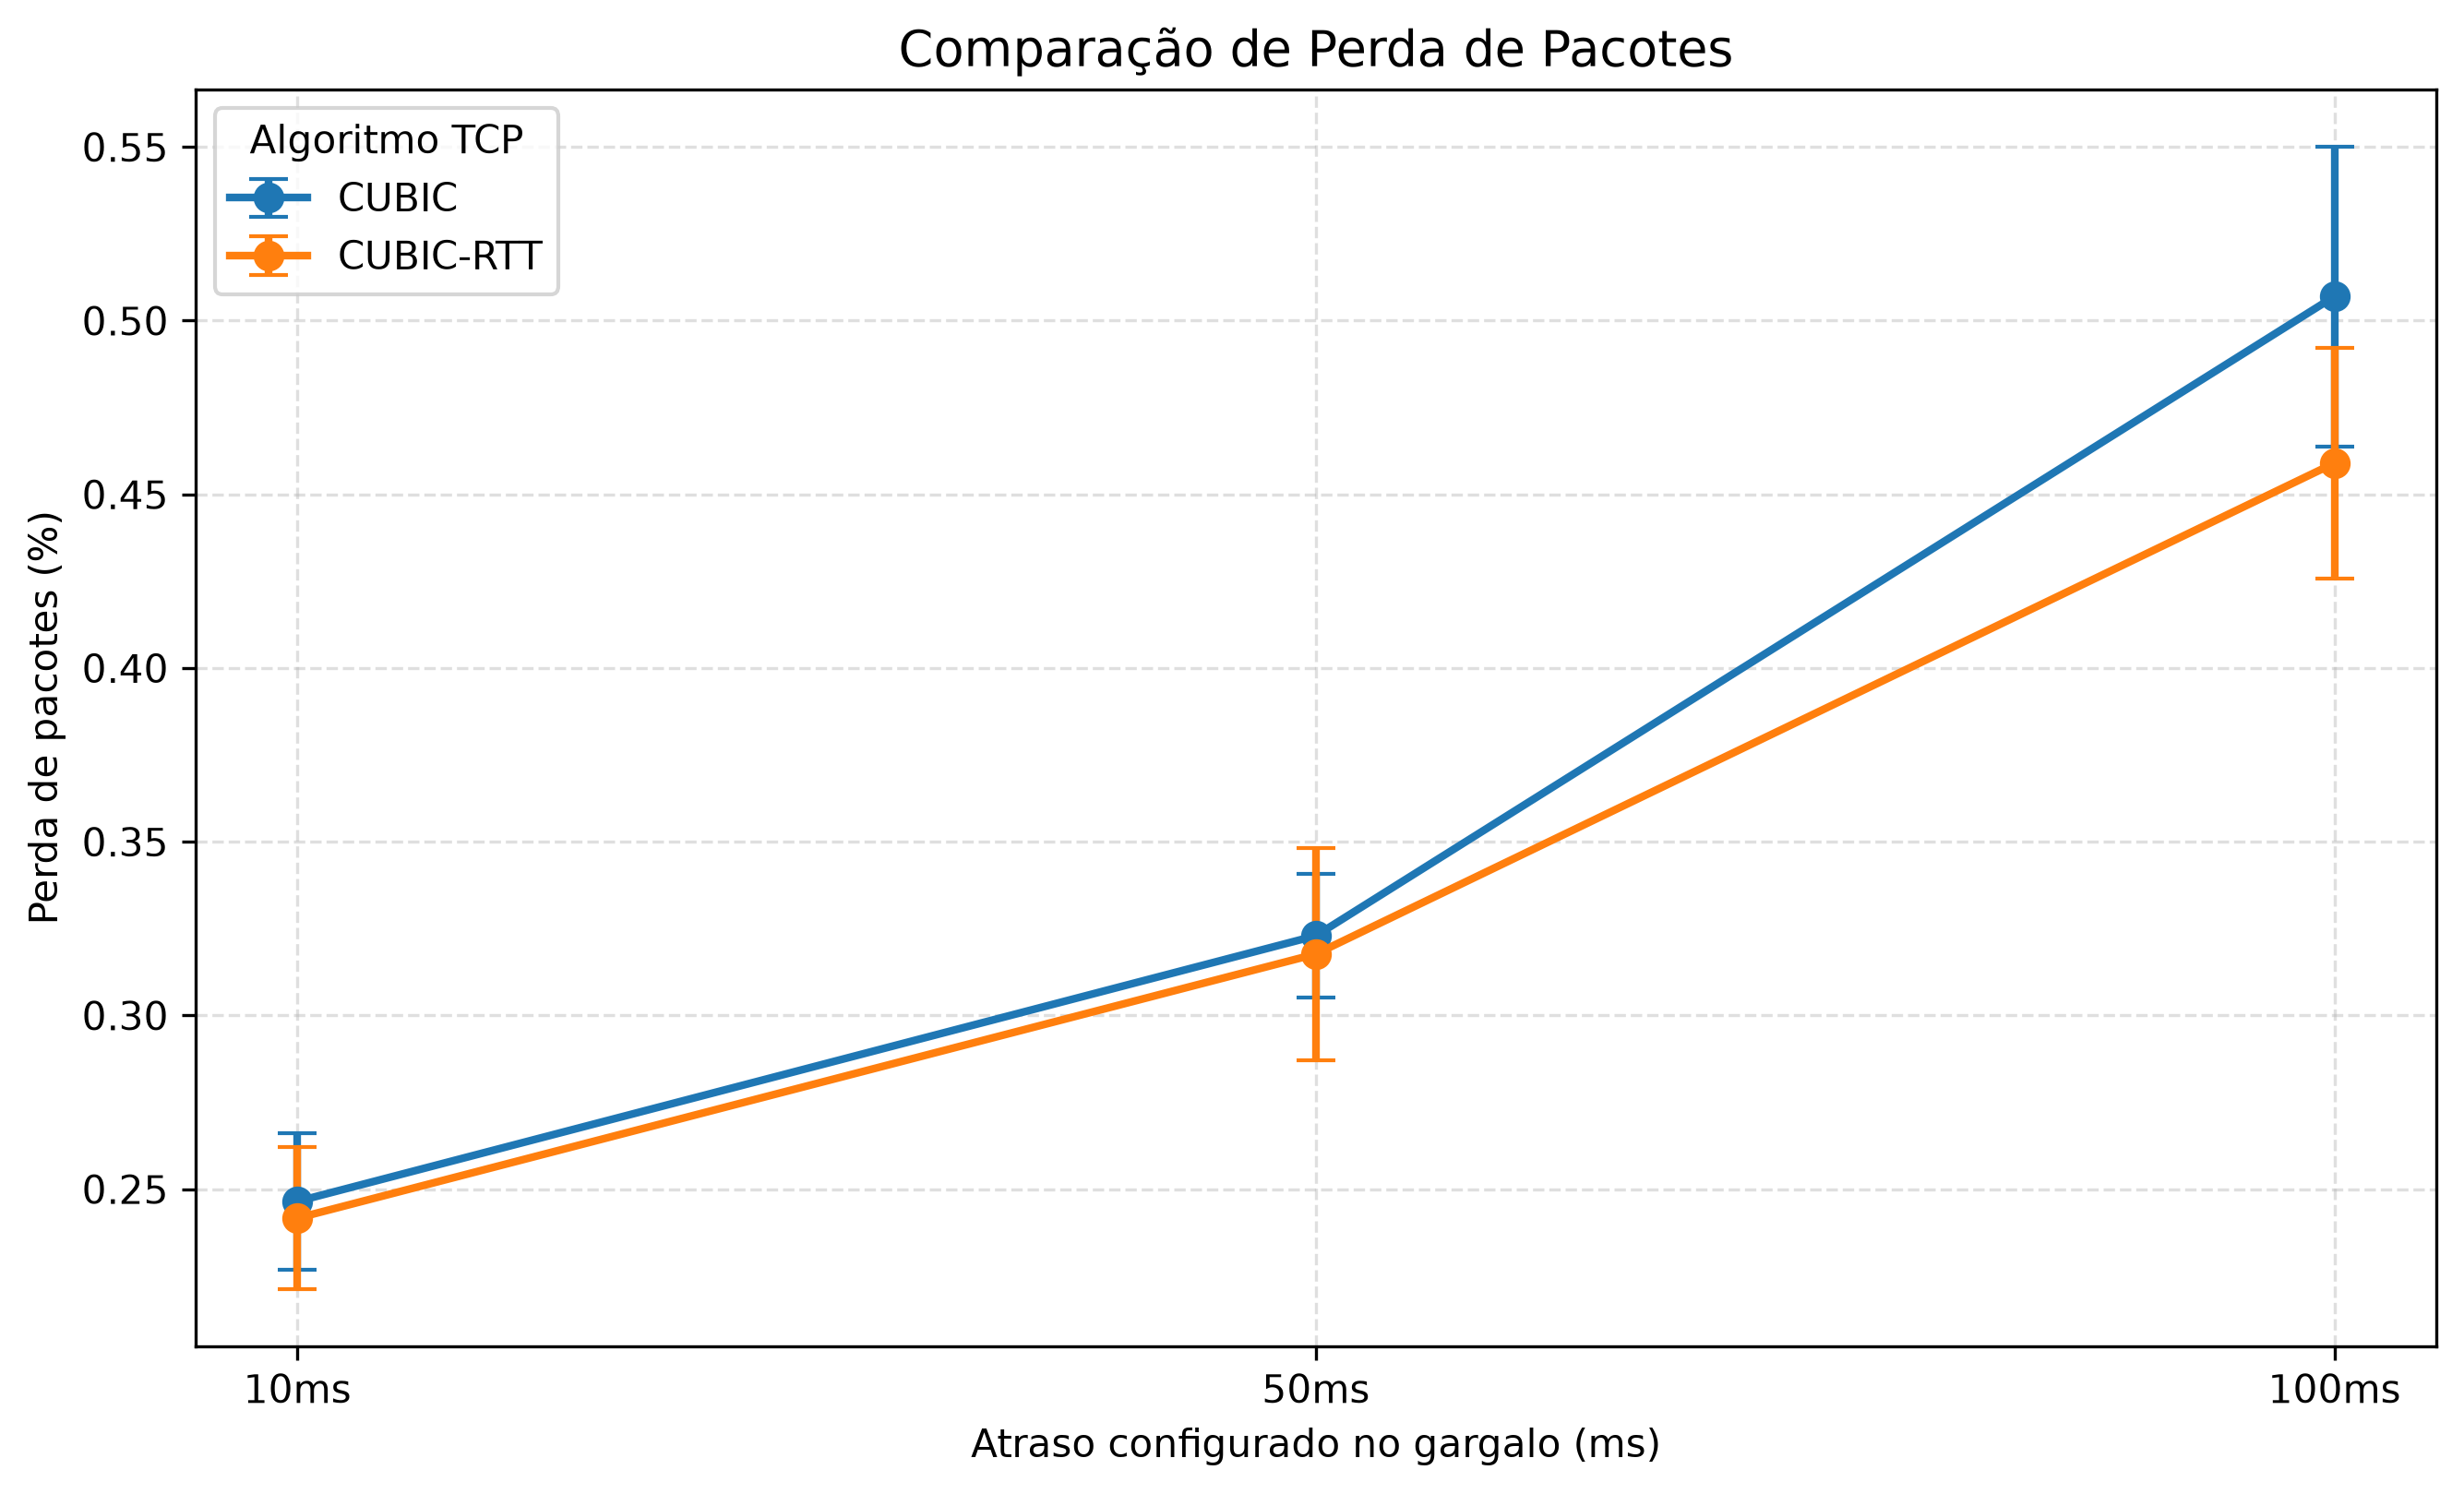 Comparação de Perda de Pacotes
Algoritmo TCP
CUBIC
CUBIC-RTT
Perda de pacotes (%)
0.55
0.50
0.45
0.40
0.35
0.30
0.25
10ms
50ms
100ms
Atraso configurado no gargalo (ms)